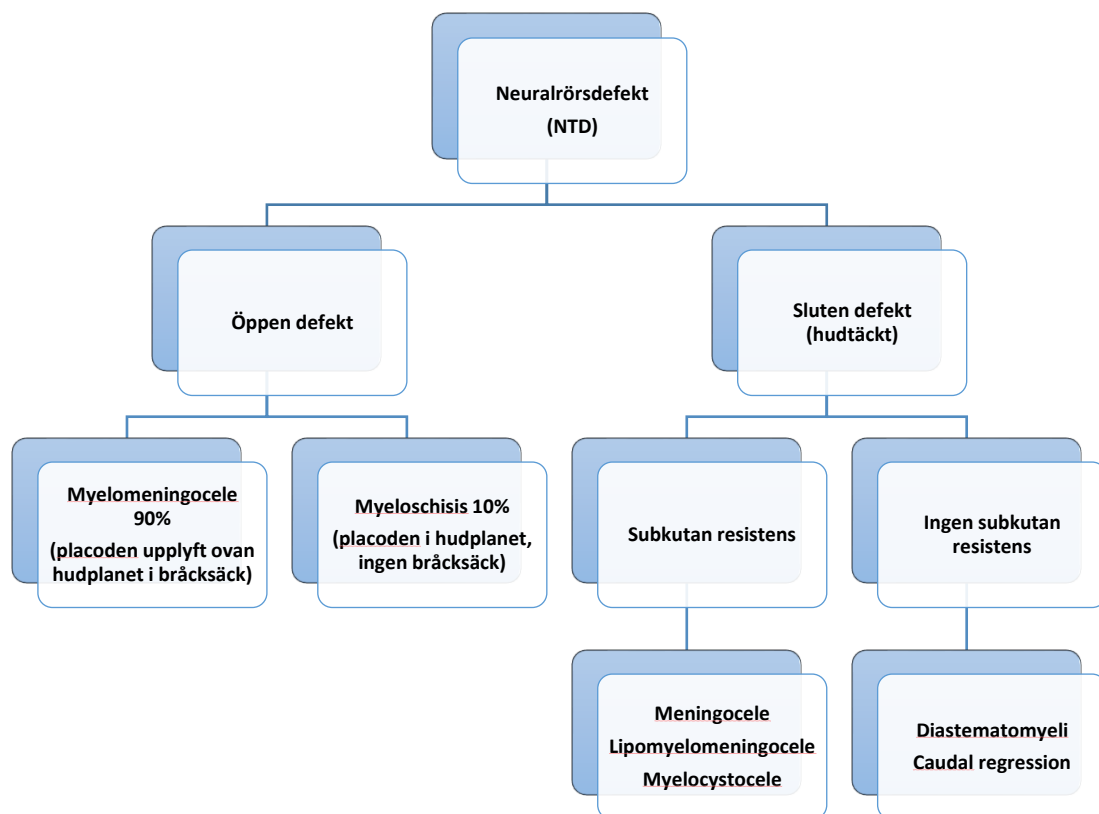 Neuralrörsdefekt
(NTD)
Öppen defekt
Sluten defekt
(hudtäckt)
Myelomeningocele
90%
(placoden upplyft ovan
hudplanet i bråcksäck)
Myeloschisis 10%
(placoden i hudplanet,
ingen bråcksäck)
Subkutan resistens
Ingen subkutan
resistens
Meningocele
Lipomyelomeningocele
Myelocystocele
Diastematomyeli
Caudal regression